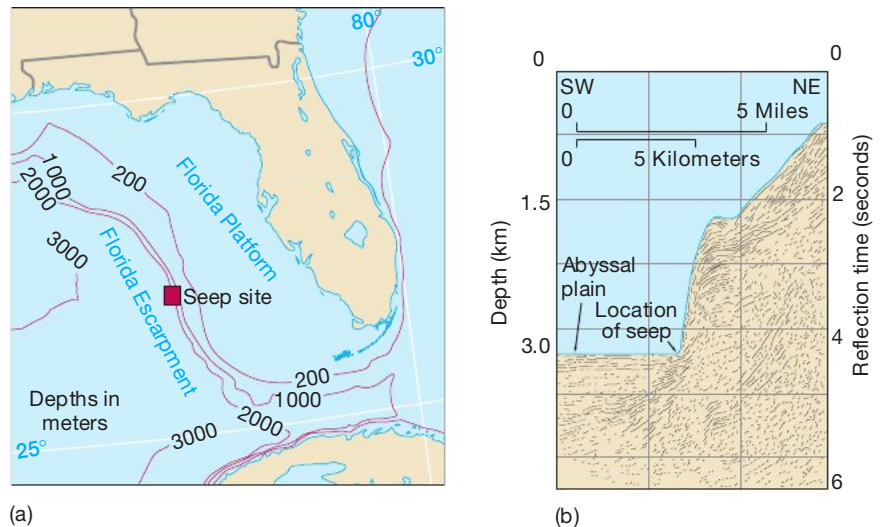 80°
30°
1000
2000
200
Florida Platform
3000
Florida Escarpment
Seep site
200
1000
Depths in
meters
2000
3000
25°
(a)
0
0
SW
NE
0
5 Miles
0
5 Kilometers
1.5
2
Depth (km)
Reflection time (seconds)
Abyssal
plain
Location
of seep
3.0
4
6
(b)